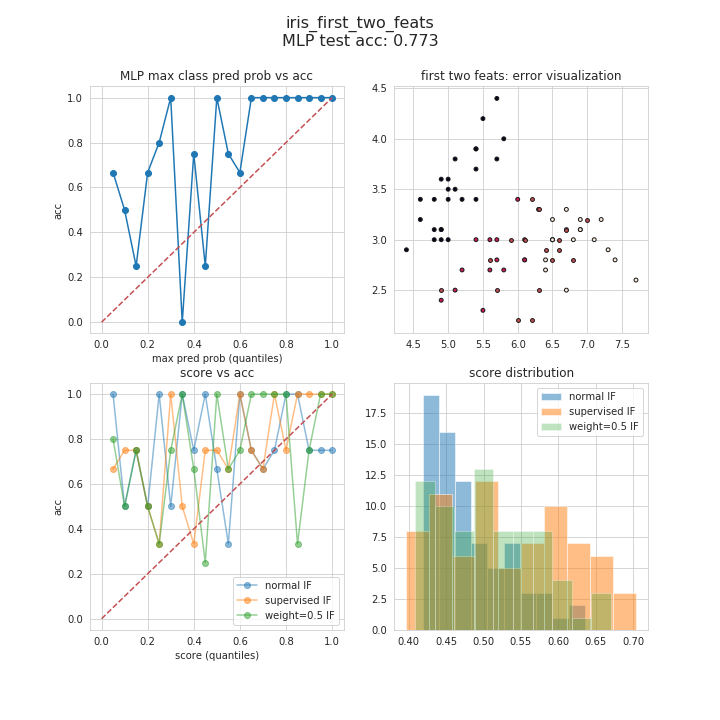 iris_first_two_feats
MLP test acc: 0.773
MLP max class pred prob vs acc
acc
1.0
0.8
0.6
0.4
0.2
0.0
0.0 0.2 0.4 0.6 0.8 1.0
max pred prob (quantiles)
first two feats: error visualization
4.5
4.0
3.5
3.0
2.5
4.5 5.0 5.5 6.0 6.5 7.0 7.5
score vs acc
acc
1.0
0.8
0.6
0.4
0.2
0.0
normal IF
supervised IF
weight=0.5 IF
0.0 0.2 0.4 0.6 0.8 1.0
score (quantiles)
score distribution
normal IF
supervised IF
weight=0.5 IF
17.5
15.0
12.5
10.0
7.5
5.0
2.5
0.0
0.40 0.45 0.50 0.55 0.60 0.65 0.70